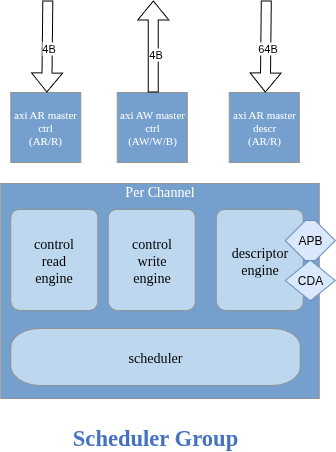 4B
4B
64B
axi AR master
ctrl
(AR/R)
axi AW master
ctrl
(AW/W/B)
axi AR master
descr
(AR/R)
Per Channel
control
read
engine
control
write
engine
descriptor
engine
APB
CDA
scheduler
Scheduler Group